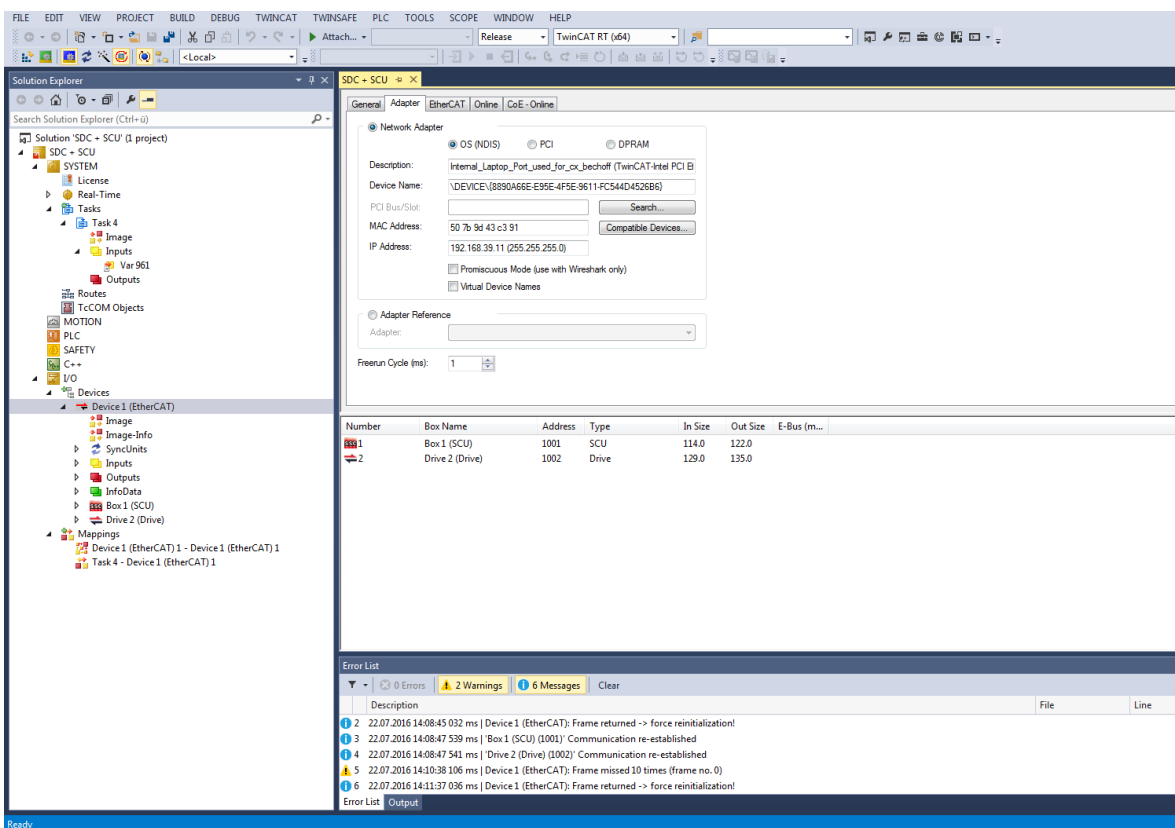 FILE EDIT VIEW PROJECT BUILD DEBUG TWINCAT TWINSAFE PLC TOOLS SCOPE WINDOW HELP
Attach... Release TwinCAT RT (x64)
<Local>
Solution Explorer
Search Solution Explorer (Ctrl+ü)
Solution 'SDC + SCU' (1 project)
SDC + SCU
SYSTEM
License
Real-Time
Tasks
Task 4
Image
Inputs
Var 961
Outputs
Routes
TcCOM Objects
MOTION
PLC
SAFETY
C++
I/O
Devices
Device 1 (EtherCAT)
Image
Image-Info
SyncUnits
Inputs
Outputs
InfoData
Box 1 (SCU)
Drive 2 (Drive)
Mappings
Device 1 (EtherCAT) 1 - Device 1 (EtherCAT) 1
Task 4 - Device 1 (EtherCAT) 1
SDC + SCU
General Adapter EtherCAT Online CoE - Online
Network Adapter
OS (NDIS) PCI DPRAM
Description: Internal_Laptop_Port_used_for_cx_bechoff (TwinCAT-Intel PCI E
Device Name: \DEVICE\{8890A66E-E95E-4F5E-9611-FC544D4526B6}
PCI Bus/Slot: Search...
MAC Address: 50 7b 9d 43 c3 91 Compatible Devices...
IP Address: 192.168.39.11 (255.255.255.0)
Promiscuous Mode (use with Wireshark only)
Virtual Device Names
Adapter Reference
Adapter:
Freerun Cycle (ms): 1
Number Box Name Address Type In Size Out Size E-Bus (m...
1 Box 1 (SCU) 1001 SCU 114.0 122.0
2 Drive 2 (Drive) 1002 Drive 129.0 135.0
Error List
0 Errors 2 Warnings 6 Messages Clear
Description File Line
2 22.07.2016 14:08:45 032 ms | Device 1 (EtherCAT): Frame returned -> force reinitialization!
3 22.07.2016 14:08:47 539 ms | 'Box 1 (SCU) (1001)' Communication re-established
4 22.07.2016 14:08:47 541 ms | 'Drive 2 (Drive) (1002)' Communication re-established
5 22.07.2016 14:10:38 106 ms | Device 1 (EtherCAT): Frame missed 10 times (frame no. 0)
6 22.07.2016 14:11:37 036 ms | Device 1 (EtherCAT): Frame returned -> force reinitialization!
Error List Output
Ready